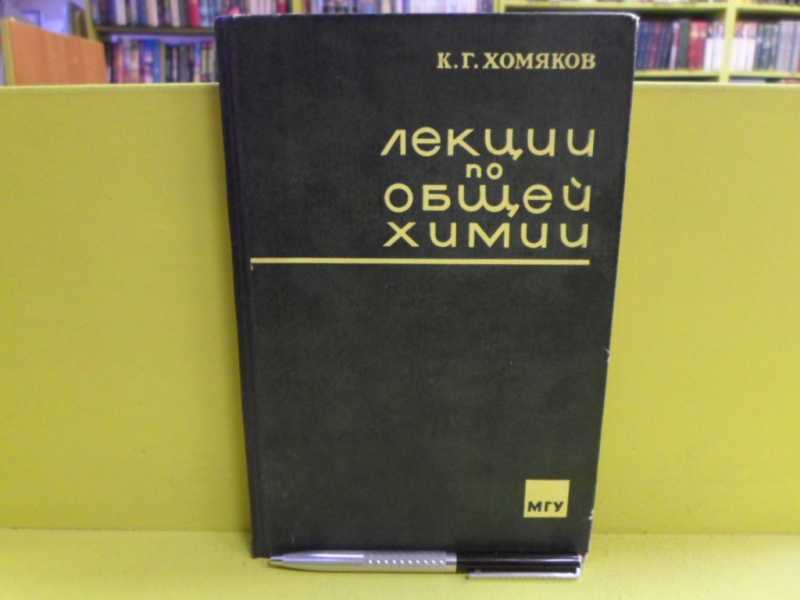 К. Г. ХОМЯКОВ
ЛЕКЦИИ
ПО
ОБЩЕЙ
ХИМИИ
МГУ